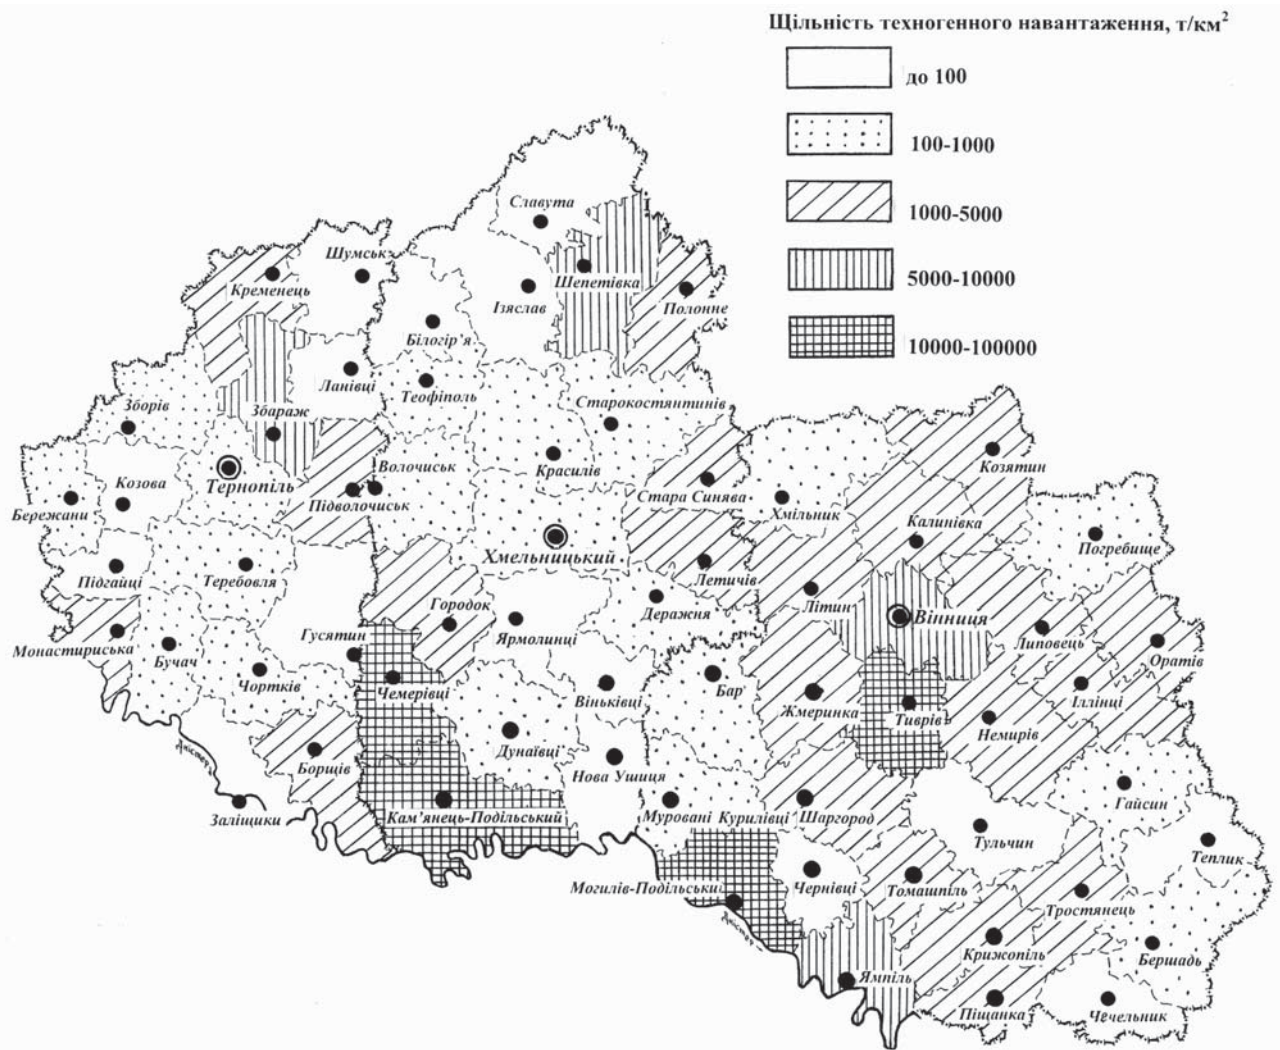 Щільність техногенного навантаження, т/км²
до 100
100-1000
1000-5000
5000-10000
10000-100000
Славута
Шумськ
Кременець
Шепетівка
Ізяслав
Полонне
Білогір'я
Ланівці
Теофіполь
Зборів
Збараж
Старокостянтинів
Козятин
Волочиськ
Красилів
Козова
Тернопіль
Стара Синява
Бережани
Підволочиськ
Хмільник
Калинівка
Хмельницький
Погребище
Підгайці
Теребовля
Летичів
Городок
Деражня
Літин
Вінниця
Гусятин
Ярмолинці
Монастириська
Липовець
Бучач
Оратів
Чортків
Чемерівці
Віньківці
Бар
Жмеринка
Тиврів
Іллінці
Немирів
Дністер
Борщів
Дунаївці
Нова Ушиця
Гайсин
Заліщики
Кам'янець-Подільський
Муровані Курилівці
Шаргород
Тульчин
Теплик
Могилів-Подільський
Чернівці
Томашпіль
Тростянець
Дністер
Крижопіль
Бершадь
Ямпіль
Піщанка
Чечельник